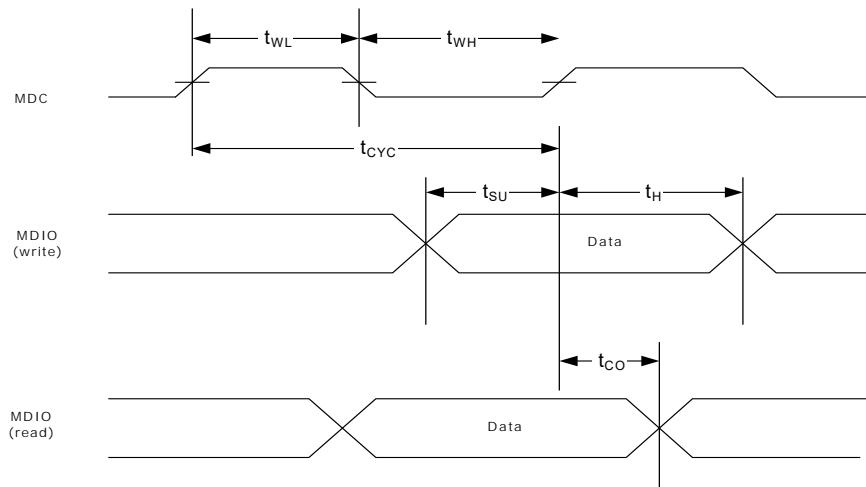 tWL
tWH
MDC
tCYC
tSU
tH
MDIO
(write)
Data
tCO
MDIO
(read)
Data